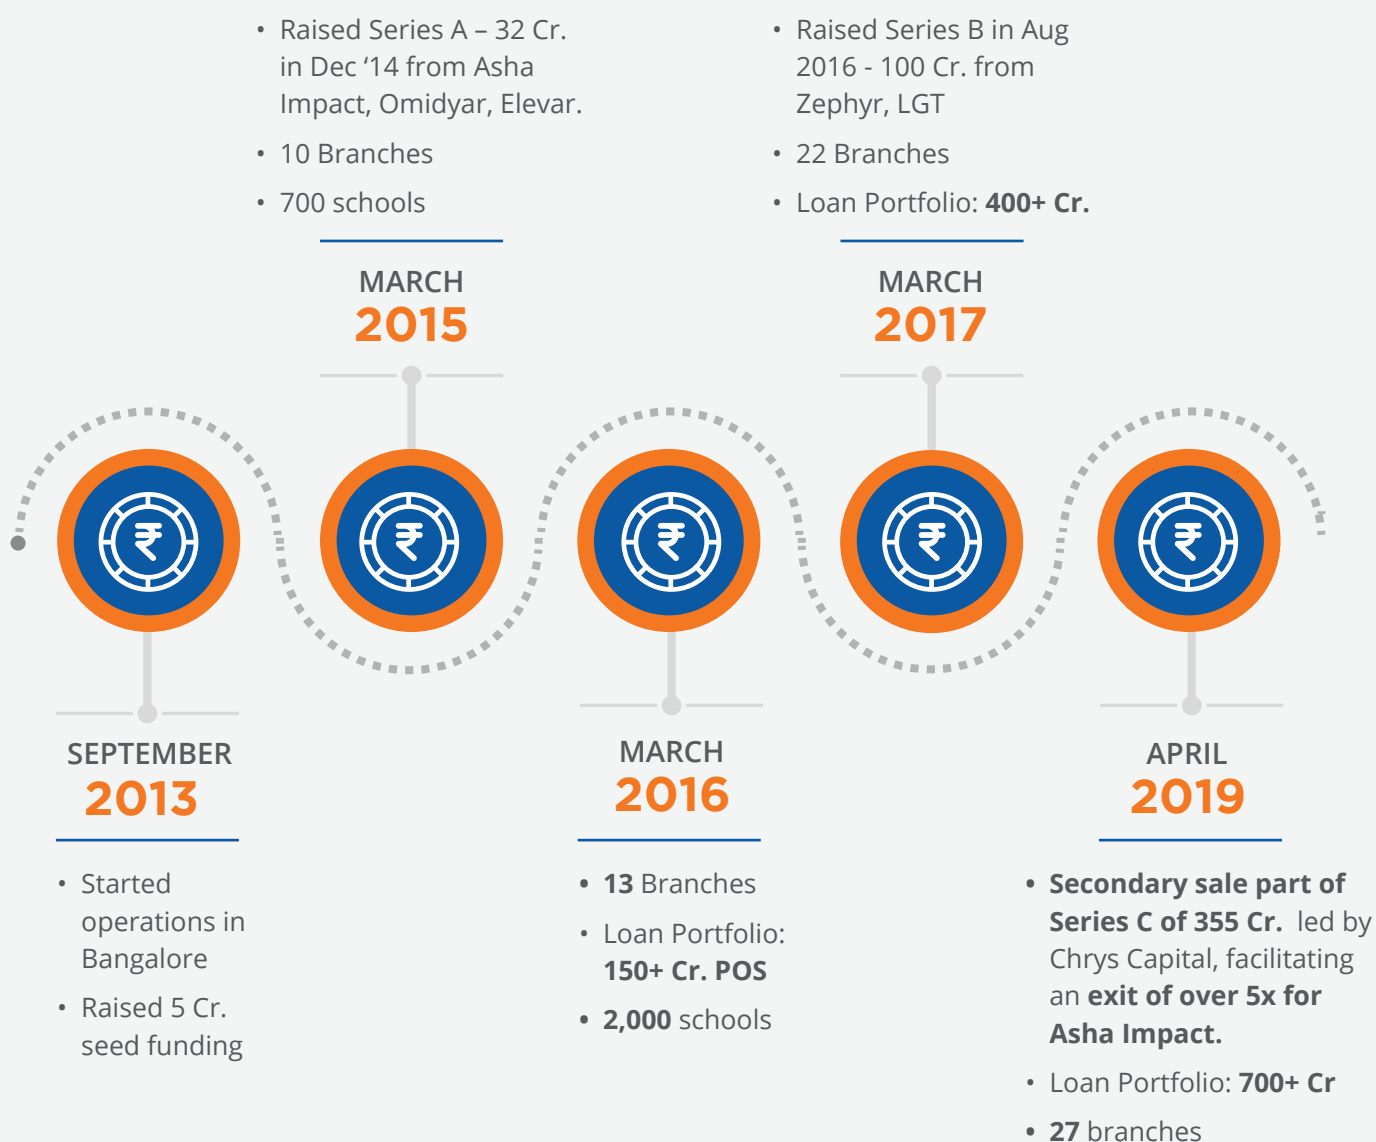 • Raised Series A – 32 Cr.
in Dec ‘14 from Asha
Impact, Omidyar, Elevar.
• 10 Branches
• 700 schools
MARCH
2015
• Raised Series B in Aug
2016 - 100 Cr. from
Zephyr, LGT
• 22 Branches
• Loan Portfolio: 400+ Cr.
MARCH
2017
₹
₹
₹
₹
₹
SEPTEMBER
2013
• Started
operations in
Bangalore
• Raised 5 Cr.
seed funding
MARCH
2016
• 13 Branches
• Loan Portfolio:
150+ Cr. POS
• 2,000 schools
APRIL
2019
• Secondary sale part of
Series C of 355 Cr. led by
Chrys Capital, facilitating
an exit of over 5x for
Asha Impact.
• Loan Portfolio: 700+ Cr
• 27 branches